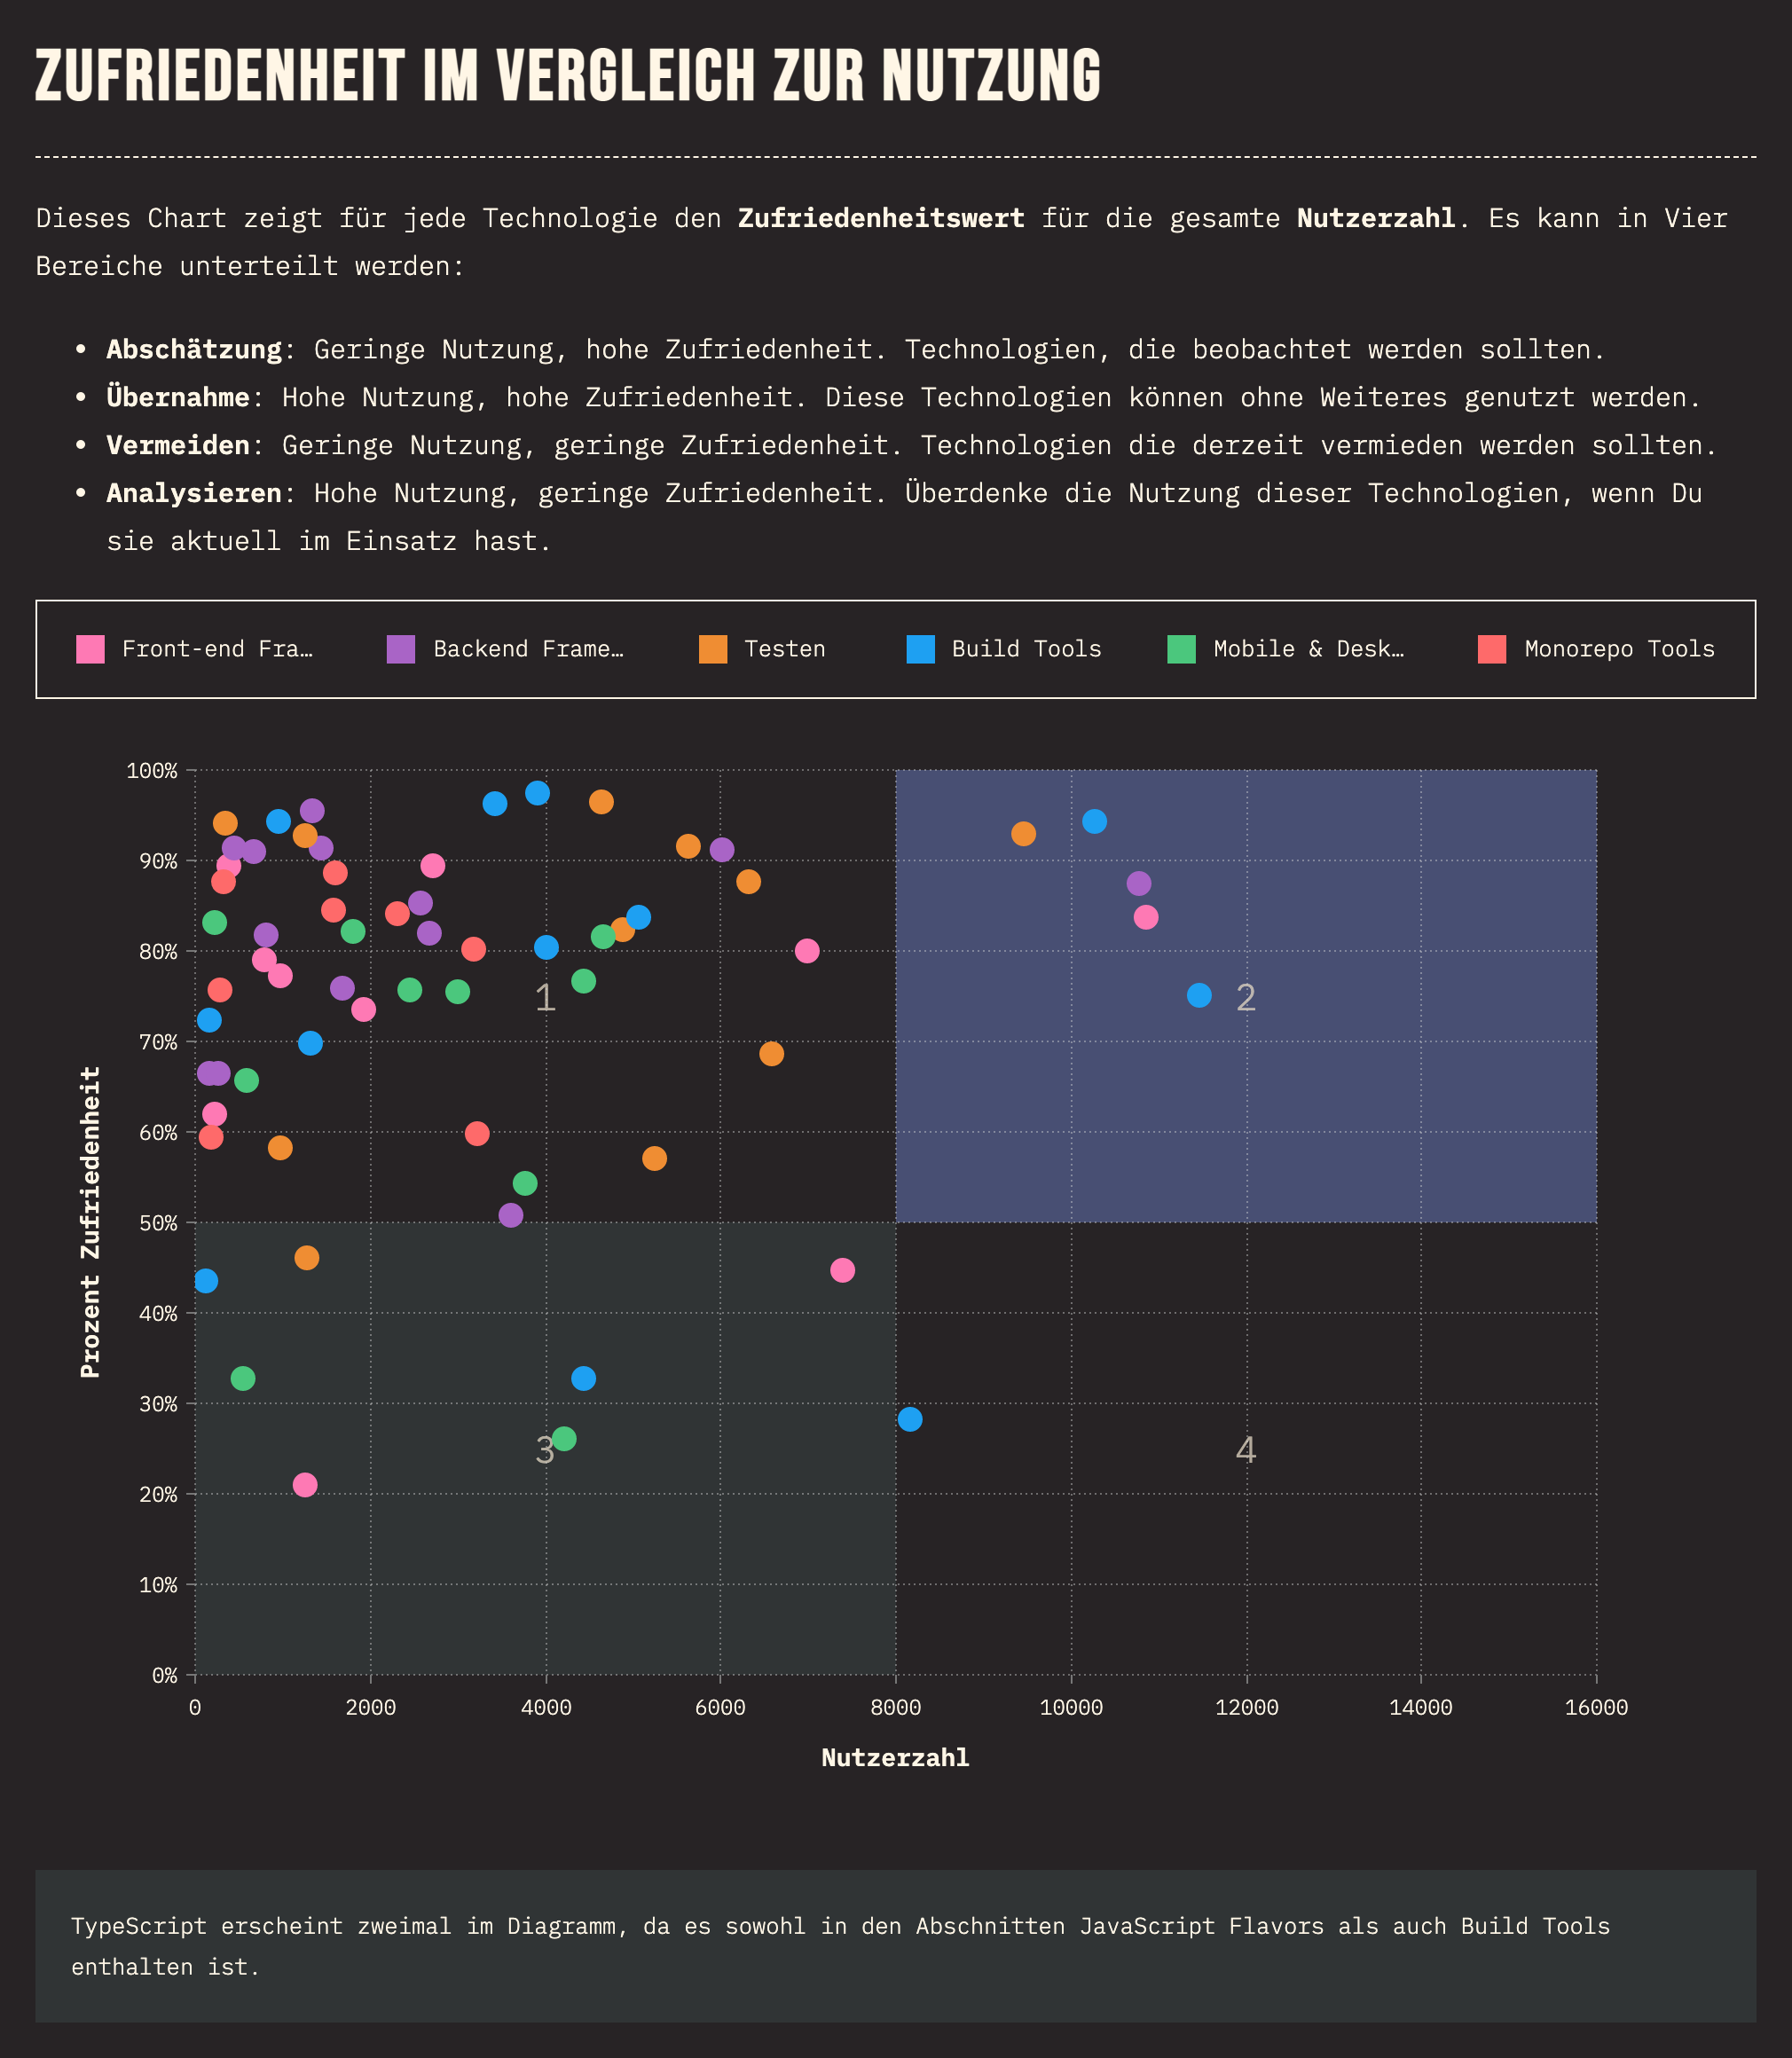 ZUFRIEDENHEIT IM VERGLEICH ZUR NUTZUNG
Dieses Chart zeigt für jede Technologie den Zufriedenheitswert für die gesamte Nutzerzahl. Es kann in Vier
Bereiche unterteilt werden:
• Abschätzung: Geringe Nutzung, hohe Zufriedenheit. Technologien, die beobachtet werden sollten.
• Übernahme: Hohe Nutzung, hohe Zufriedenheit. Diese Technologien können ohne Weiteres genutzt werden.
• Vermeiden: Geringe Nutzung, geringe Zufriedenheit. Technologien die derzeit vermieden werden sollten.
• Analysieren: Hohe Nutzung, geringe Zufriedenheit. Überdenke die Nutzung dieser Technologien, wenn Du
sie aktuell im Einsatz hast.
Front-end Fra… Backend Frame… Testen Build Tools Mobile & Desk… Monorepo Tools
100%
90%
80%
1 2
70%
Prozent Zufriedenheit
60%
50%
40%
30%
3 4
20%
10%
0%
0 2000 4000 6000 8000 10000 12000 14000 16000
Nutzerzahl
TypeScript erscheint zweimal im Diagramm, da es sowohl in den Abschnitten JavaScript Flavors als auch Build Tools
enthalten ist.